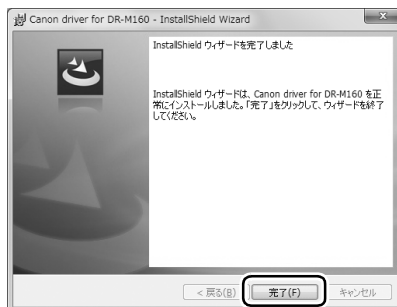 Canon driver for DR-M160 - InstallShield Wizard
InstallShield ウィザードを完了しました
InstallShield ウィザードは、Canon driver for DR-M160 を正
常にインストールしました。「完了」をクリックして、ウィザードを終了
してください。
< 戻る(B)
完了(F)
キャンセル